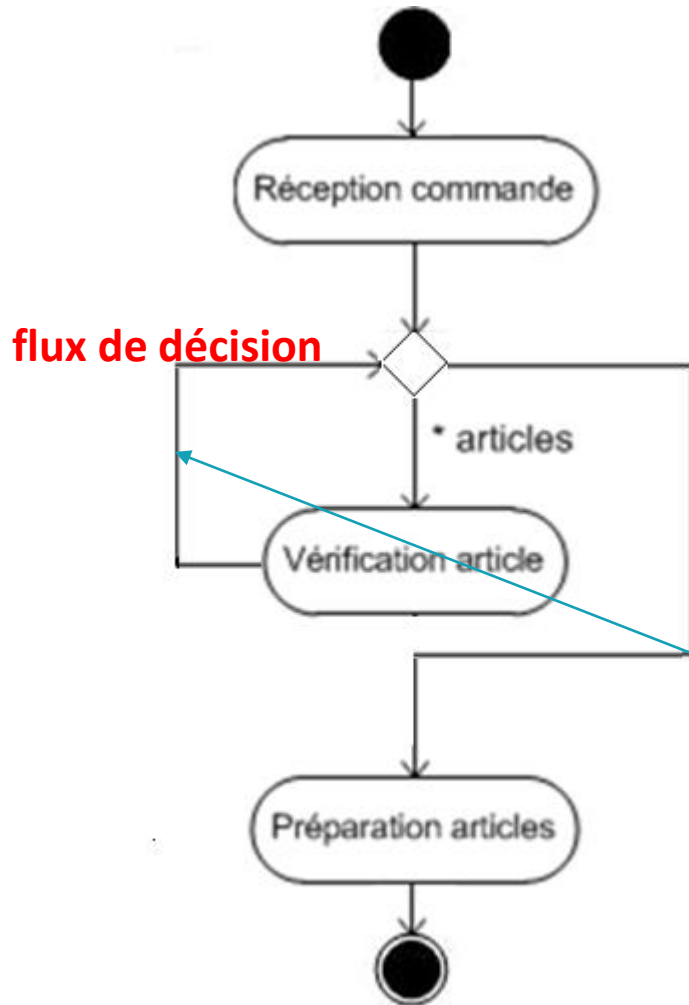 Réception commande
flux de décision
* articles
Vérification article
Préparation articles